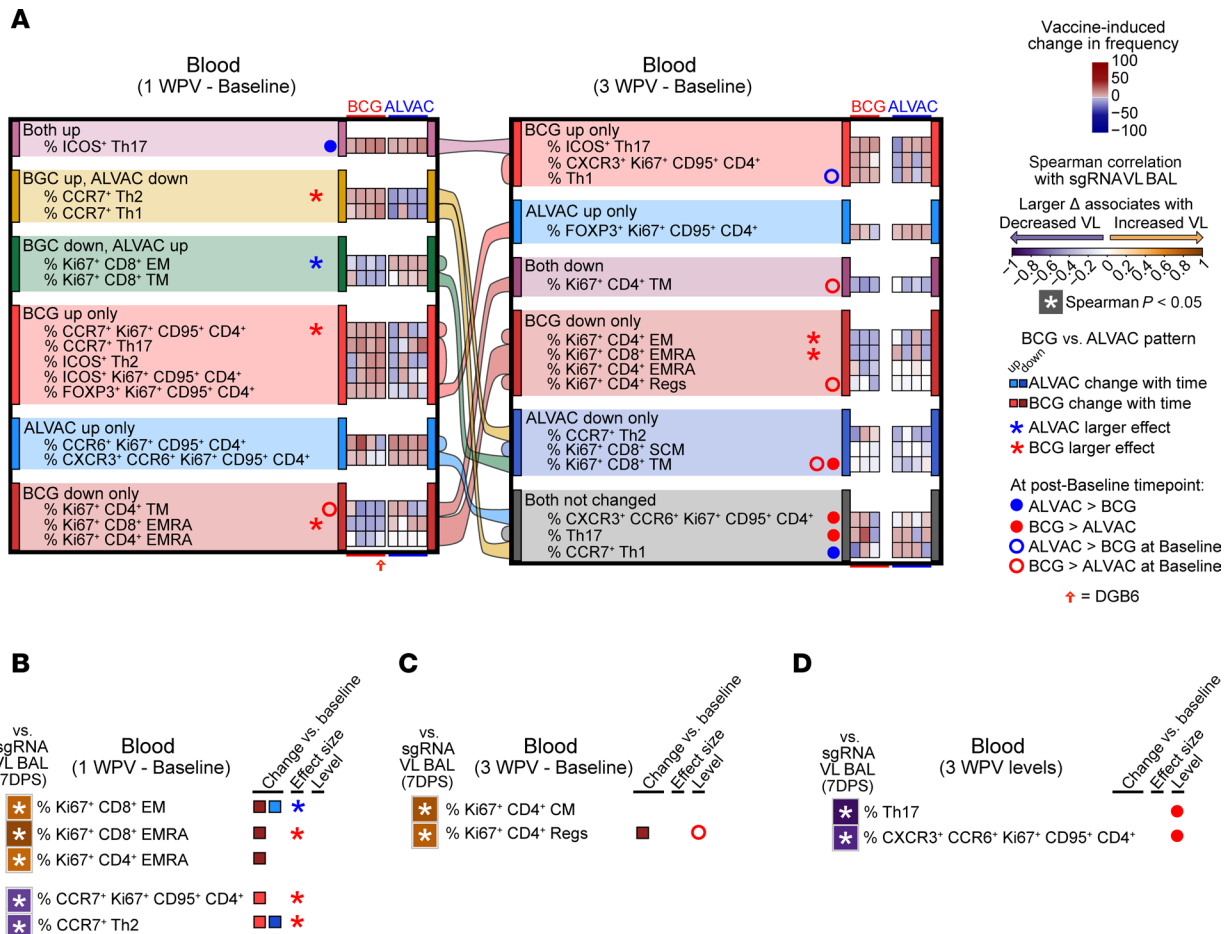 A
Blood
(1 WPV - Baseline)
BCG ALVAC
Both up
% ICOS⁺ Th17
BGC up, ALVAC down
% CCR7⁺ Th2
% CCR7⁺ Th1
BGC down, ALVAC up
% Ki67⁺ CD8⁺ EM
% Ki67⁺ CD8⁺ TM
BCG up only
% CCR7⁺ Ki67⁺ CD95⁺ CD4⁺
% CCR7⁺ Th17
% ICOS⁺ Th2
% ICOS⁺ Ki67⁺ CD95⁺ CD4⁺
% FOXP3⁺ Ki67⁺ CD95⁺ CD4⁺
ALVAC up only
% CCR6⁺ Ki67⁺ CD95⁺ CD4⁺
% CXCR3⁺ CCR6⁺ Ki67⁺ CD95⁺ CD4⁺
BCG down only
% Ki67⁺ CD4⁺ TM
% Ki67⁺ CD8⁺ EMRA
% Ki67⁺ CD4⁺ EMRA
Blood
(3 WPV - Baseline)
BCG ALVAC
BCG up only
% ICOS⁺ Th17
% CXCR3⁺ Ki67⁺ CD95⁺ CD4⁺
% Th1
ALVAC up only
% FOXP3⁺ Ki67⁺ CD95⁺ CD4⁺
Both down
% Ki67⁺ CD4⁺ TM
BCG down only
% Ki67⁺ CD4⁺ EM
% Ki67⁺ CD8⁺ EMRA
% Ki67⁺ CD4⁺ EMRA
% Ki67⁺ CD4⁺ Regs
ALVAC down only
% CCR7⁺ Th2
% Ki67⁺ CD8⁺ SCM
% Ki67⁺ CD8⁺ TM
Both not changed
% CXCR3⁺ CCR6⁺ Ki67⁺ CD95⁺ CD4⁺
% Th17
% CCR7⁺ Th1
Vaccine-induced
change in frequency
100
50
0
−50
−100
Spearman correlation
with sgRNAVL BAL
Larger Δ associates with
Decreased VL Increased VL
−1 −0.8 −0.6 −0.4 −0.2 0 0.2 0.4 0.6 0.8 1
* Spearman P < 0.05
BCG vs. ALVAC pattern
up down
ALVAC change with time
BCG change with time
* ALVAC larger effect
* BCG larger effect
At post-Baseline timepoint:
ALVAC > BCG
BCG > ALVAC
ALVAC > BCG at Baseline
BCG > ALVAC at Baseline
⇧ = DGB6
B
vs.
sgRNA
VL BAL
(7DPS)
Blood
(1 WPV - Baseline)
Change vs. baseline
Effect size
Level
* % Ki67⁺ CD8⁺ EM *
* % Ki67⁺ CD8⁺ EMRA *
* % Ki67⁺ CD4⁺ EMRA
* % CCR7⁺ Ki67⁺ CD95⁺ CD4⁺ *
* % CCR7⁺ Th2 *
C
vs.
sgRNA
VL BAL
(7DPS)
Blood
(3 WPV - Baseline)
Change vs. baseline
Effect size
Level
* % Ki67⁺ CD4⁺ CM
* % Ki67⁺ CD4⁺ Regs
D
vs.
sgRNA
VL BAL
(7DPS)
Blood
(3 WPV levels)
Change vs. baseline
Effect size
Level
* % Th17
* % CXCR3⁺ CCR6⁺ Ki67⁺ CD95⁺ CD4⁺